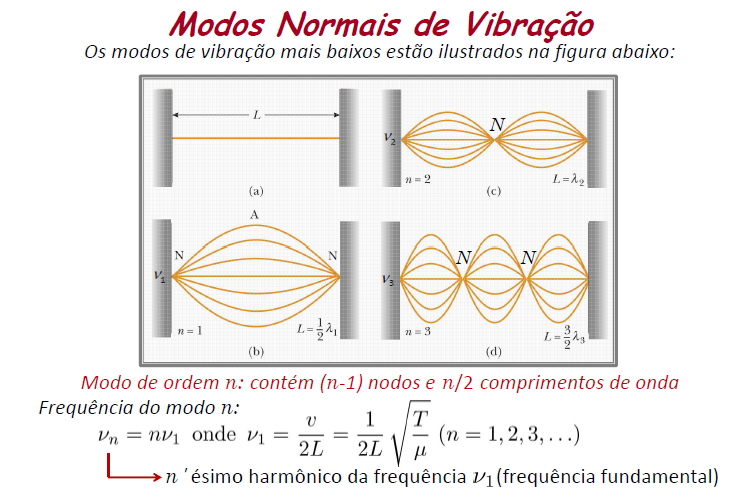 Modos Normais de Vibração
Os modos de vibração mais baixos estão ilustrados na figura abaixo:
L
(a)
ν₂
N
n = 2
L = λ₂
(c)
A
N
N
ν₁
n = 1
L = 1/2 λ₁
(b)
N
N
ν₃
n = 3
L = 3/2 λ₃
(d)
Modo de ordem n: contém (n-1) nodos e n/2 comprimentos de onda
Frequência do modo n:
νₙ = nν₁ onde ν₁ = v/2L = 1/2L √(T/μ) (n = 1, 2, 3, …)
n ′ésimo harmônico da frequência ν₁(frequência fundamental)